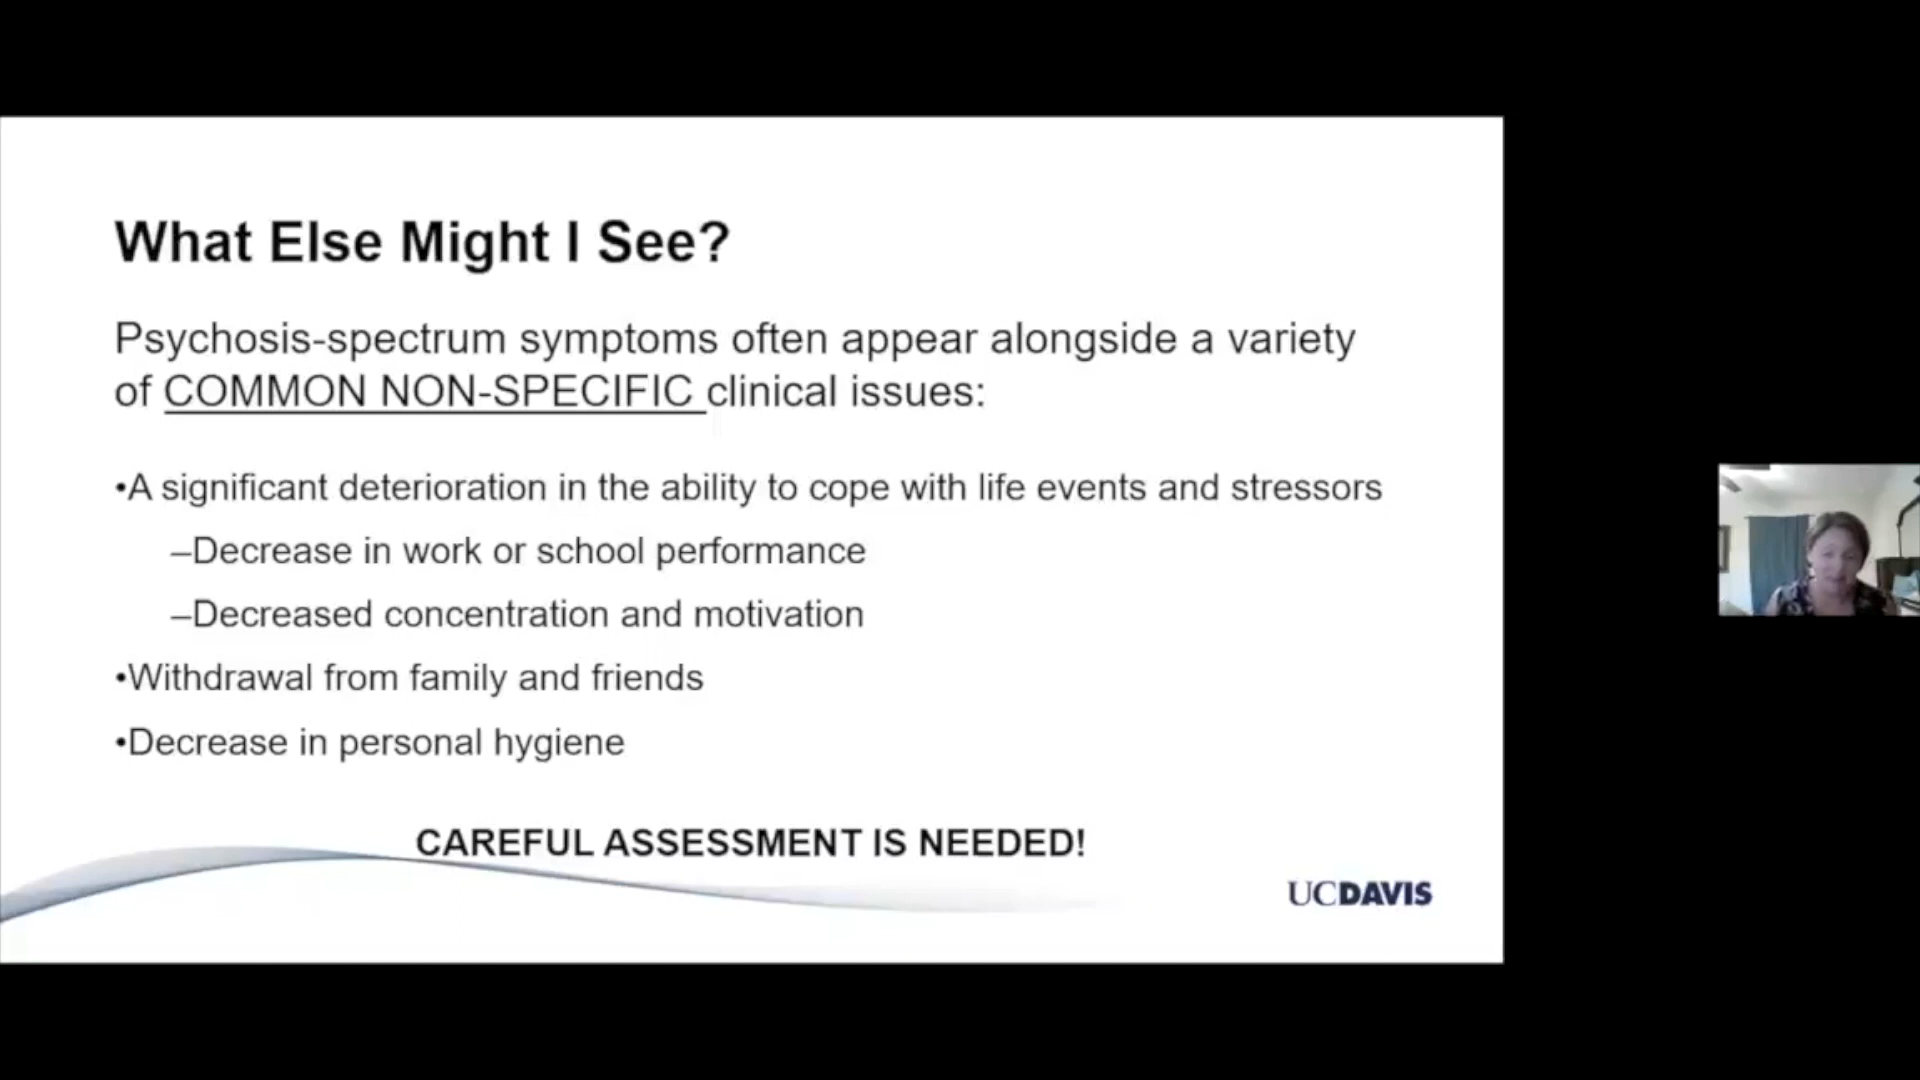 What Else Might I See?
Psychosis-spectrum symptoms often appear alongside a variety
of COMMON NON-SPECIFIC clinical issues:
•A significant deterioration in the ability to cope with life events and stressors
–Decrease in work or school performance
–Decreased concentration and motivation
•Withdrawal from family and friends
•Decrease in personal hygiene
CAREFUL ASSESSMENT IS NEEDED!
UCDAVIS